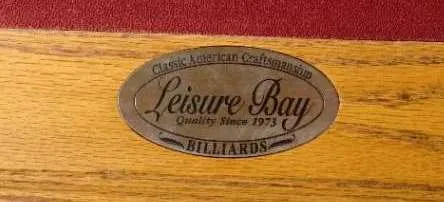 Classic American Craftsmanship
Leisure Bay
Quality Since 1973
BILLIARDS